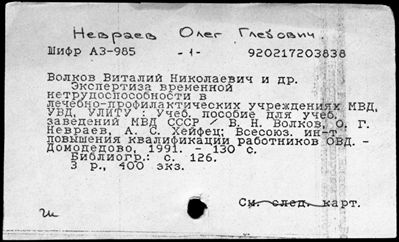 Невраев Олег Глебович.
Шифр А3-985 -1- 920217203838
Волков Виталий Николаевич и др.
Экспертиза временной
нетрудоспособности в
лечебно-профилактических учреждениях МВД,
УВД, УЛИТУ : Учеб. пособие для учеб.
заведений МВД СССР / В. Н. Волков, О. Г.
Невраев, А. С. Хейфец; Всесоюз. ин-т
повышения квалификации работников ОВД. -
Домодедово, 1991. - 130 с.
Библиогр.: с. 126.
3 р., 400 экз.
См. след. карт.